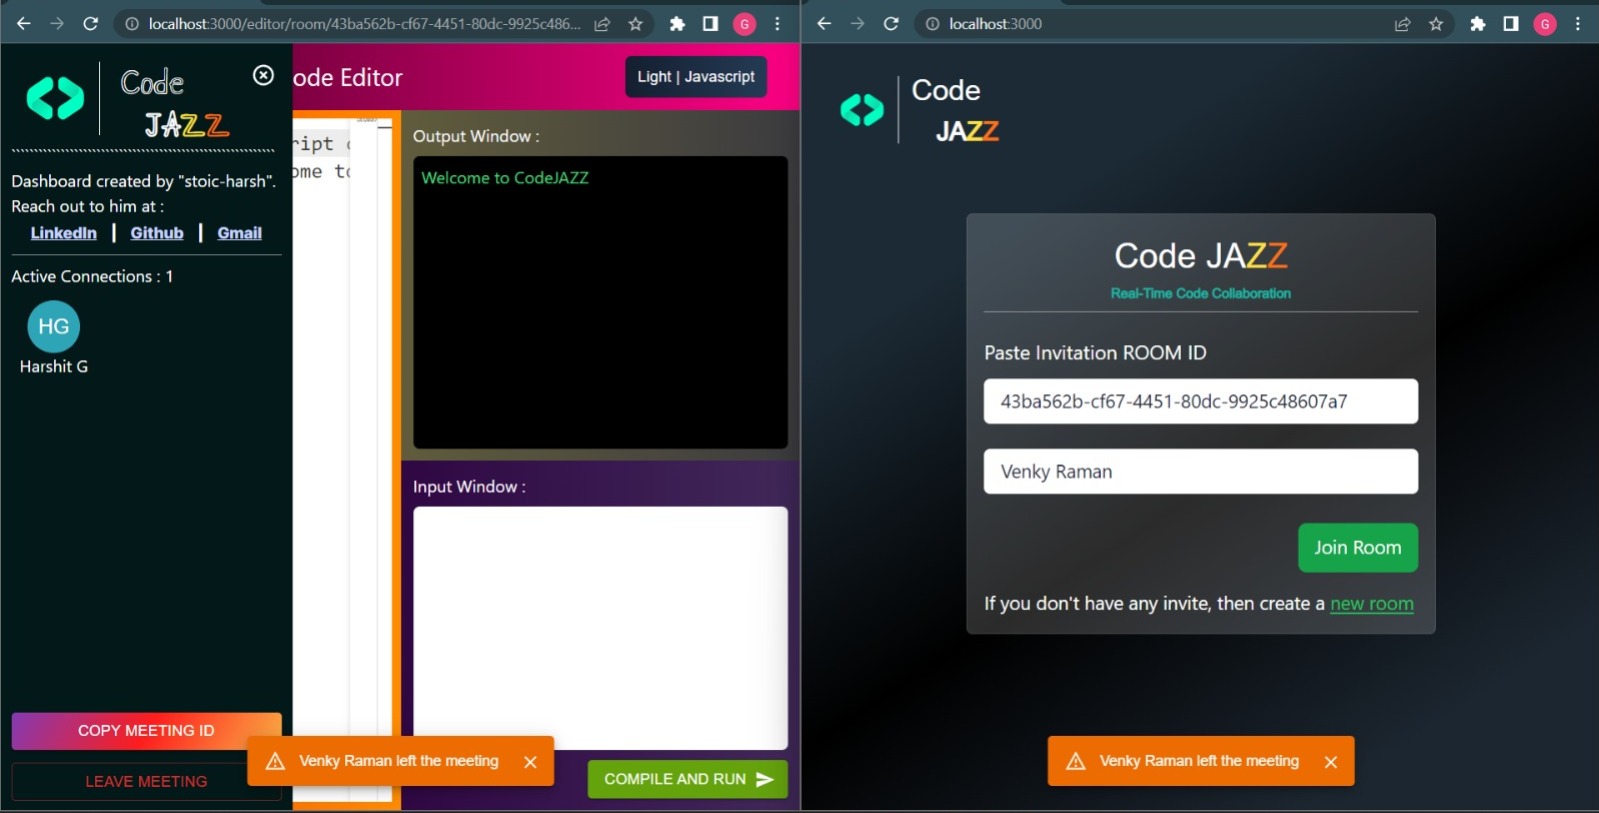 localhost:3000/editor/room/43ba562b-cf67-4451-80dc-9925c486...
G
Code
JAZZ
Dashboard created by "stoic-harsh".
Reach out to him at :
LinkedIn | Github | Gmail
Active Connections : 1
HG
Harshit G
COPY MEETING ID
LEAVE MEETING
ode Editor
Light | Javascript
ript
ome to
Output Window :
Welcome to CodeJAZZ
Input Window :
Venky Raman left the meeting
COMPILE AND RUN
localhost:3000
G
Code
JAZZ
Code JAZZ
Real-Time Code Collaboration
Paste Invitation ROOM ID
43ba562b-cf67-4451-80dc-9925c48607a7
Venky Raman
Join Room
If you don't have any invite, then create a new room
Venky Raman left the meeting